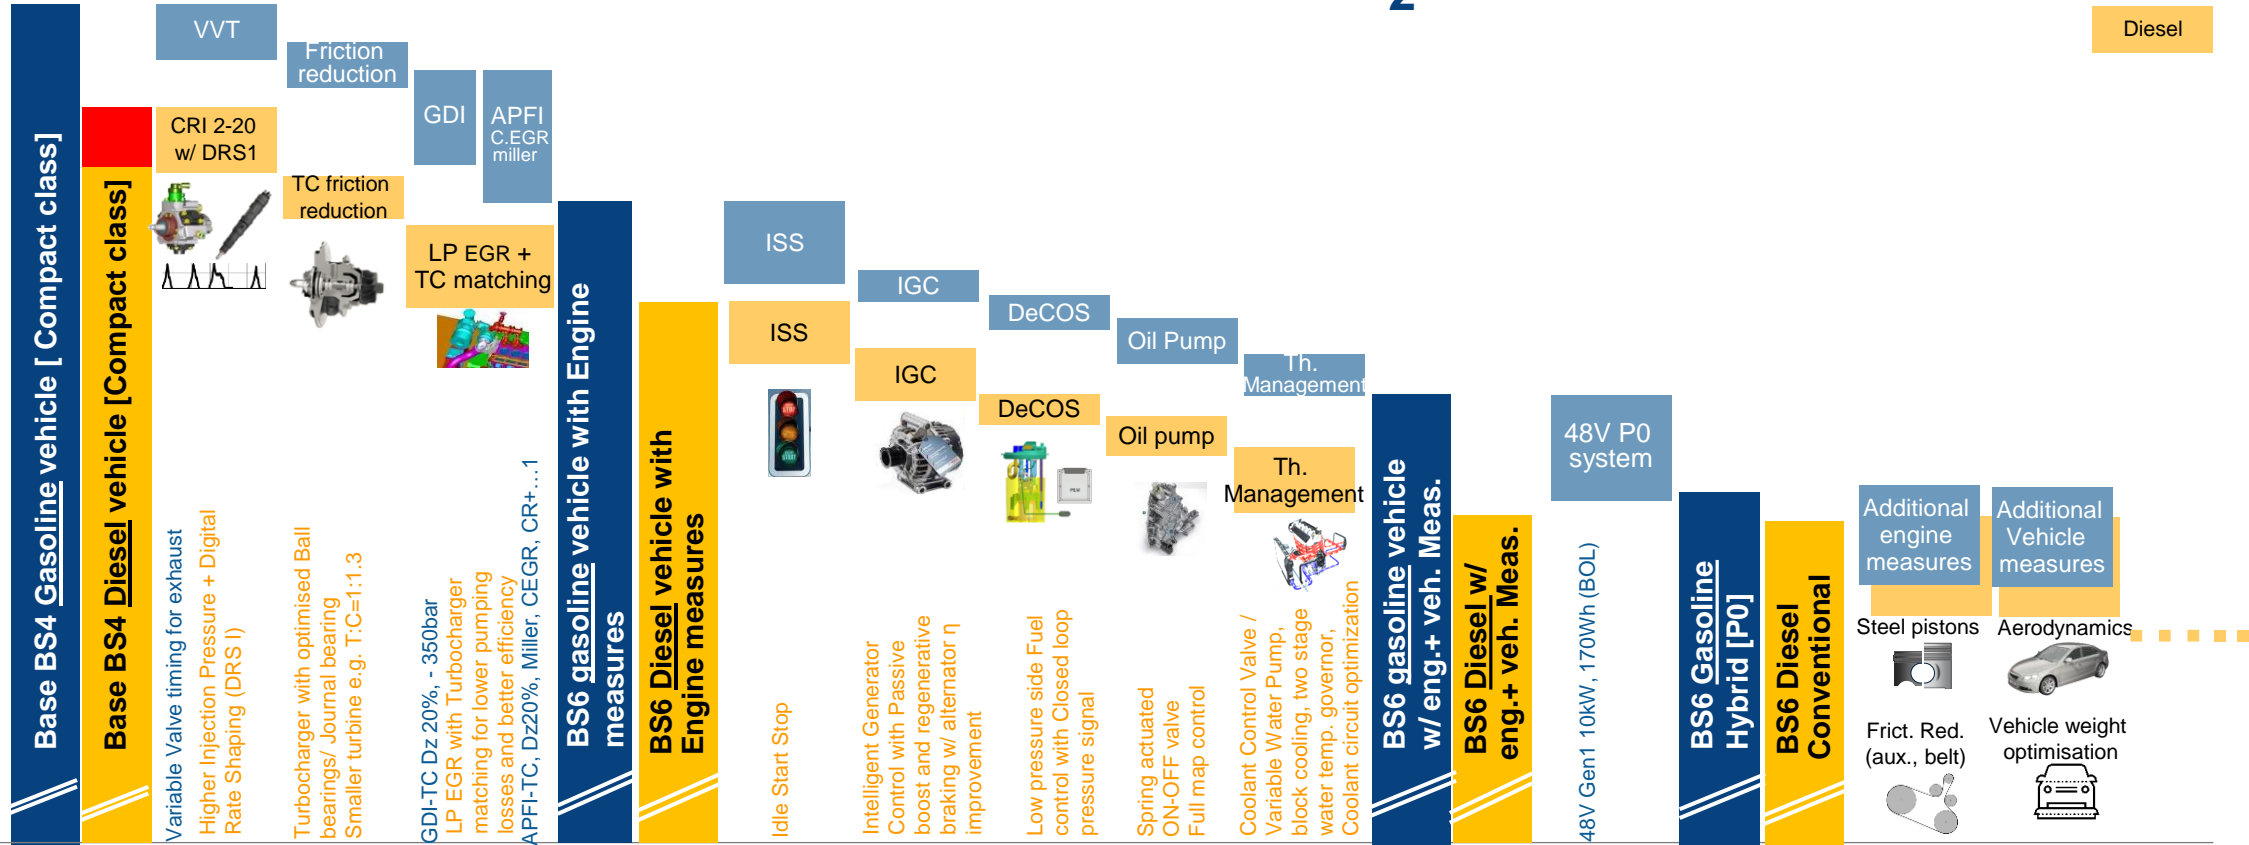 2
Diesel
VVT
Friction
reduction
GDI
APFI
C.EGR
miller
CRI 2-20
w/ DRS1
TC friction
reduction
LP EGR +
TC matching
Base BS4 Gasoline vehicle [ Compact class]
Base BS4 Diesel vehicle [Compact class]
Variable Valve timing for exhaust
Higher Injection Pressure + Digital
Rate Shaping (DRS I)
Turbocharger with optimised Ball
bearings/ Journal bearing
Smaller turbine e.g. T:C=1:1.3
GDI-TC Dz 20%, - 350bar
LP EGR with Turbocharger
matching for lower pumping
losses and better efficiency
APFI-TC, Dz20%, Miller, CEGR, CR+…1
BS6 gasoline vehicle with Engine
measures
BS6 Diesel vehicle with
Engine measures
ISS
IGC
DeCOS
Oil Pump
Th.
Management
ISS
IGC
DeCOS
Oil pump
Th.
Management
Idle Start Stop
Intelligent Generator
Control with Passive
boost and regenerative
braking w/ alternator η
improvement
Low pressure side Fuel
control with Closed loop
pressure signal
Spring actuated
ON-OFF valve
Full map control
Coolant Control Valve /
Variable Water Pump,
block cooling, two stage
water temp. governor,
Coolant circuit optimization
BS6 gasoline vehicle
w/ eng.+ veh. Meas.
BS6 Diesel w/
eng.+ veh. Meas.
48V P0
system
48V Gen1 10kW, 170Wh (BOL)
BS6 Gasoline
Hybrid [P0]
BS6 Diesel
Conventional
Additional
engine
measures
Additional
Vehicle
measures
Steel pistons
Aerodynamics
Frict. Red.
(aux., belt)
Vehicle weight
optimisation